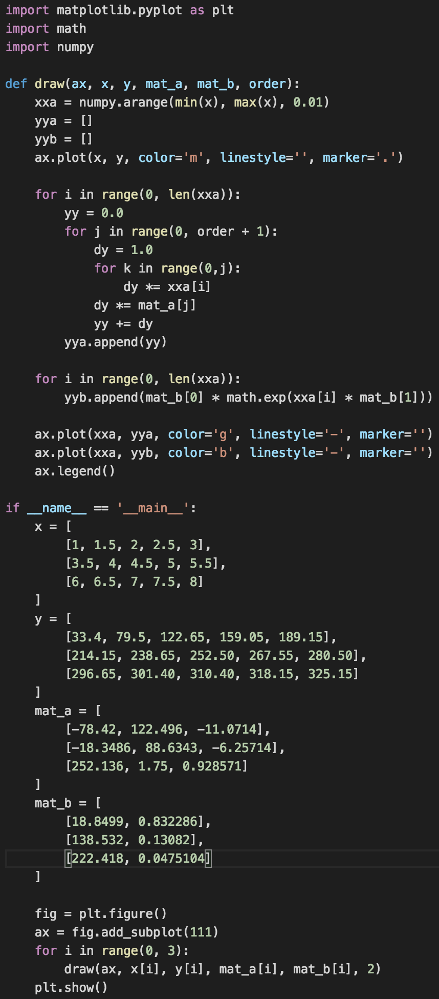 import matplotlib.pyplot as plt
import math
import numpy

def draw(ax, x, y, mat_a, mat_b, order):
    xxa = numpy.arange(min(x), max(x), 0.01)
    yya = []
    yyb = []
    ax.plot(x, y, color='m', linestyle='', marker='.')

    for i in range(0, len(xxa)):
        yy = 0.0
        for j in range(0, order + 1):
            dy = 1.0
            for k in range(0,j):
                dy *= xxa[i]
            dy *= mat_a[j]
            yy += dy
        yya.append(yy)

    for i in range(0, len(xxa)):
        yyb.append(mat_b[0] * math.exp(xxa[i] * mat_b[1]))

    ax.plot(xxa, yya, color='g', linestyle='-', marker='')
    ax.plot(xxa, yyb, color='b', linestyle='-', marker='')
    ax.legend()

if __name__ == '__main__':
    x = [
        [1, 1.5, 2, 2.5, 3],
        [3.5, 4, 4.5, 5, 5.5],
        [6, 6.5, 7, 7.5, 8]
    ]
    y = [
        [33.4, 79.5, 122.65, 159.05, 189.15],
        [214.15, 238.65, 252.50, 267.55, 280.50],
        [296.65, 301.40, 310.40, 318.15, 325.15]
    ]
    mat_a = [
        [-78.42, 122.496, -11.0714],
        [-18.3486, 88.6343, -6.25714],
        [252.136, 1.75, 0.928571]
    ]
    mat_b = [
        [18.8499, 0.832286],
        [138.532, 0.13082],
        [222.418, 0.0475104]
    ]

    fig = plt.figure()
    ax = fig.add_subplot(111)
    for i in range(0, 3):
        draw(ax, x[i], y[i], mat_a[i], mat_b[i], 2)
    plt.show()